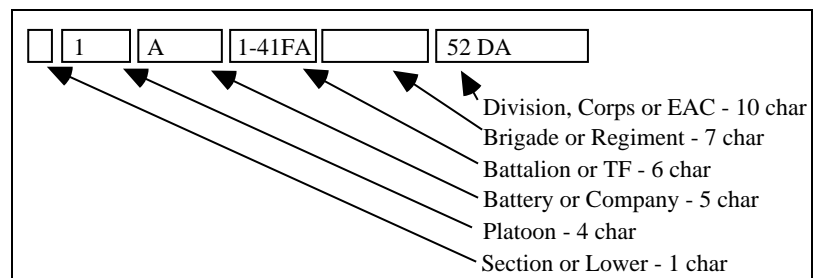 1 A 1-41FA 52 DA
Division, Corps or EAC - 10 char
Brigade or Regiment - 7 char
Battalion or TF - 6 char
Battery or Company - 5 char
Platoon - 4 char
Section or Lower - 1 char